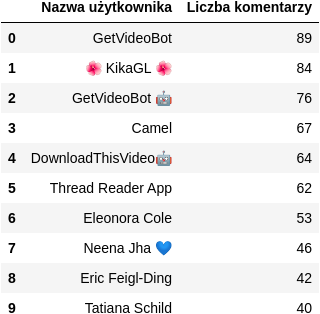 Nazwa użytkownika Liczba komentarzy
0 GetVideoBot 89
1 🌺 KikaGL 🌺 84
2 GetVideoBot 🤖 76
3 Camel 67
4 DownloadThisVideo🤖 64
5 Thread Reader App 62
6 Eleonora Cole 53
7 Neena Jha 💙 46
8 Eric Feigl-Ding 42
9 Tatiana Schild 40